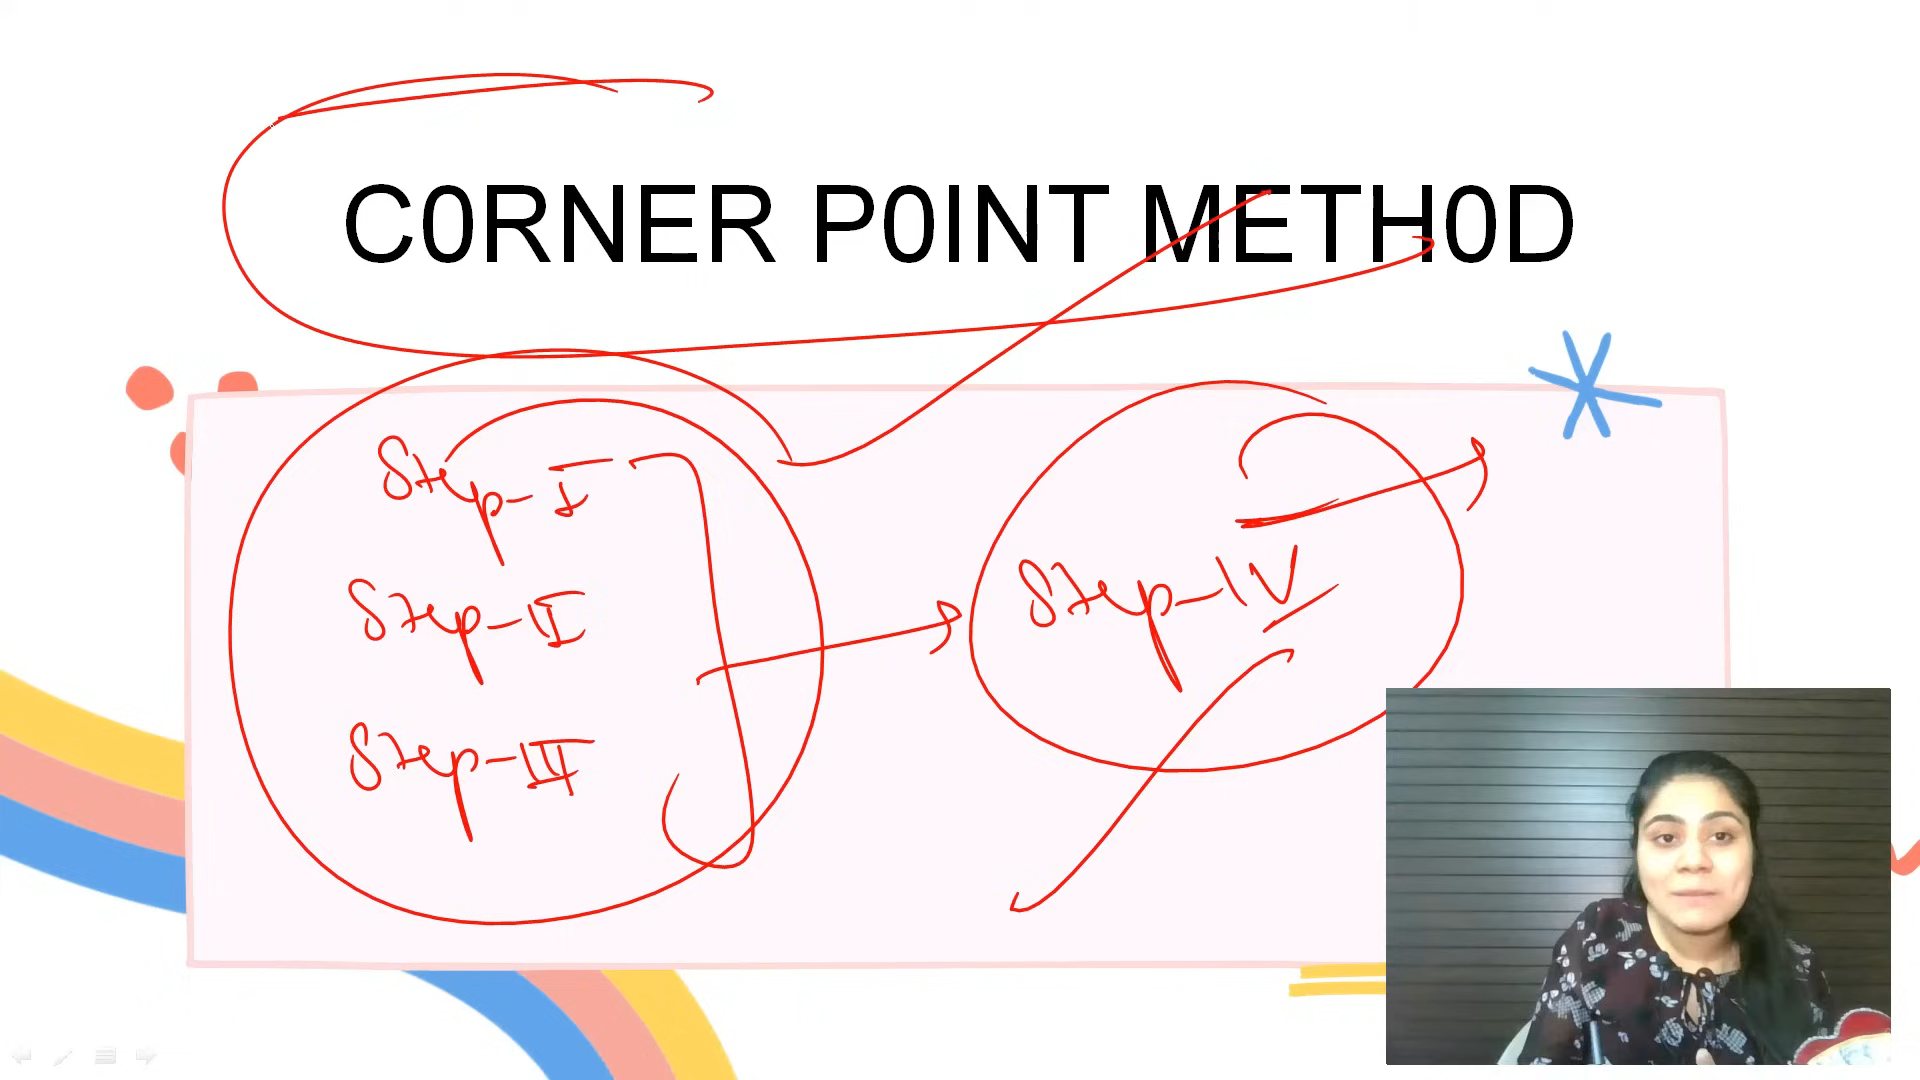 C0RNER P0INT METH0D
Step-I
Step-II
Step-III
Step-IV